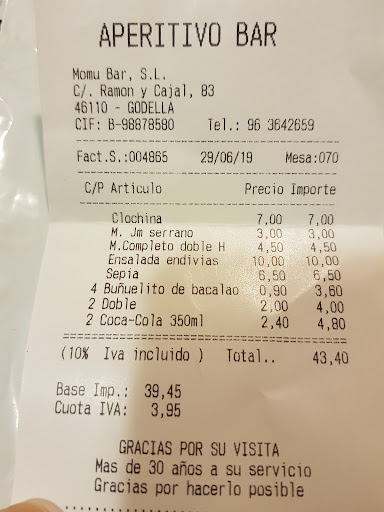 APERITIVO BAR
Momu Bar, S.L.
C/. Ramon y Cajal, 83
46110 - GODELLA
CIF: B-98878580 Tel.: 96 3642659
Fact.S.:004865 29/06/19 Mesa:070
C/P Articulo Precio Importe
Clochina 7,00 7,00
M. Jm serrano 3,00 3,00
M.Completo doble H 4,50 4,50
Ensalada endivias 10,00 10,00
Sepia 6,50 6,50
4 Buñuelito de bacalao 0,90 3,60
2 Doble 2,00 4,00
2 Coca-Cola 350ml 2,40 4,80
(10% Iva incluido ) Total.. 43,40
Base Imp.: 39,45
Cuota IVA: 3,95
GRACIAS POR SU VISITA
Mas de 30 años a su servicio
Gracias por hacerlo posible